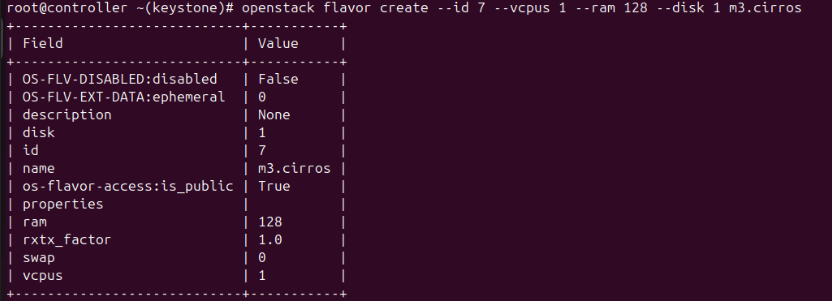 root@controller ~(keystone)# openstack flavor create --id 7 --vcpus 1 --ram 128 --disk 1 m3.cirros
+----------------------------+-----------+
| Field                      | Value     |
+----------------------------+-----------+
| OS-FLV-DISABLED:disabled   | False     |
| OS-FLV-EXT-DATA:ephemeral  | 0         |
| description                | None      |
| disk                       | 1         |
| id                         | 7         |
| name                       | m3.cirros |
| os-flavor-access:is_public | True      |
| properties                 |           |
| ram                        | 128       |
| rxtx_factor                | 1.0       |
| swap                       | 0         |
| vcpus                      | 1         |
+----------------------------+-----------+